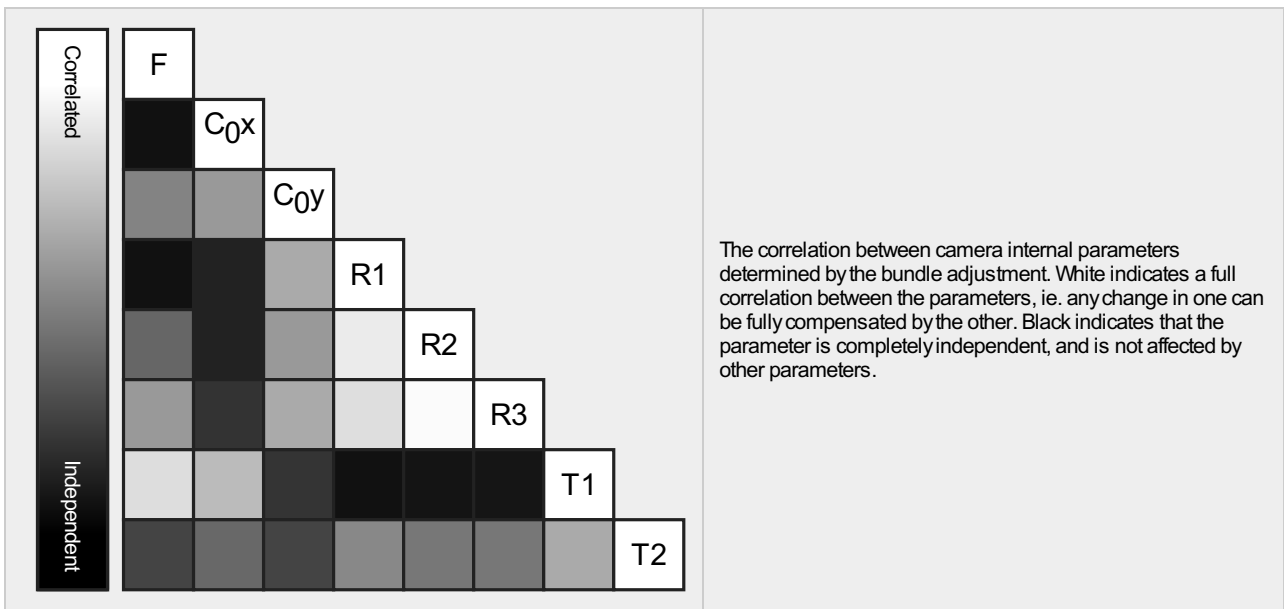 Correlated
Independent
F
C0x
C0y
R1
R2
R3
T1
T2
The correlation between camera internal parameters
determined by the bundle adjustment. White indicates a full
correlation between the parameters, ie. any change in one can
be fully compensated by the other. Black indicates that the
parameter is completely independent, and is not affected by
other parameters.